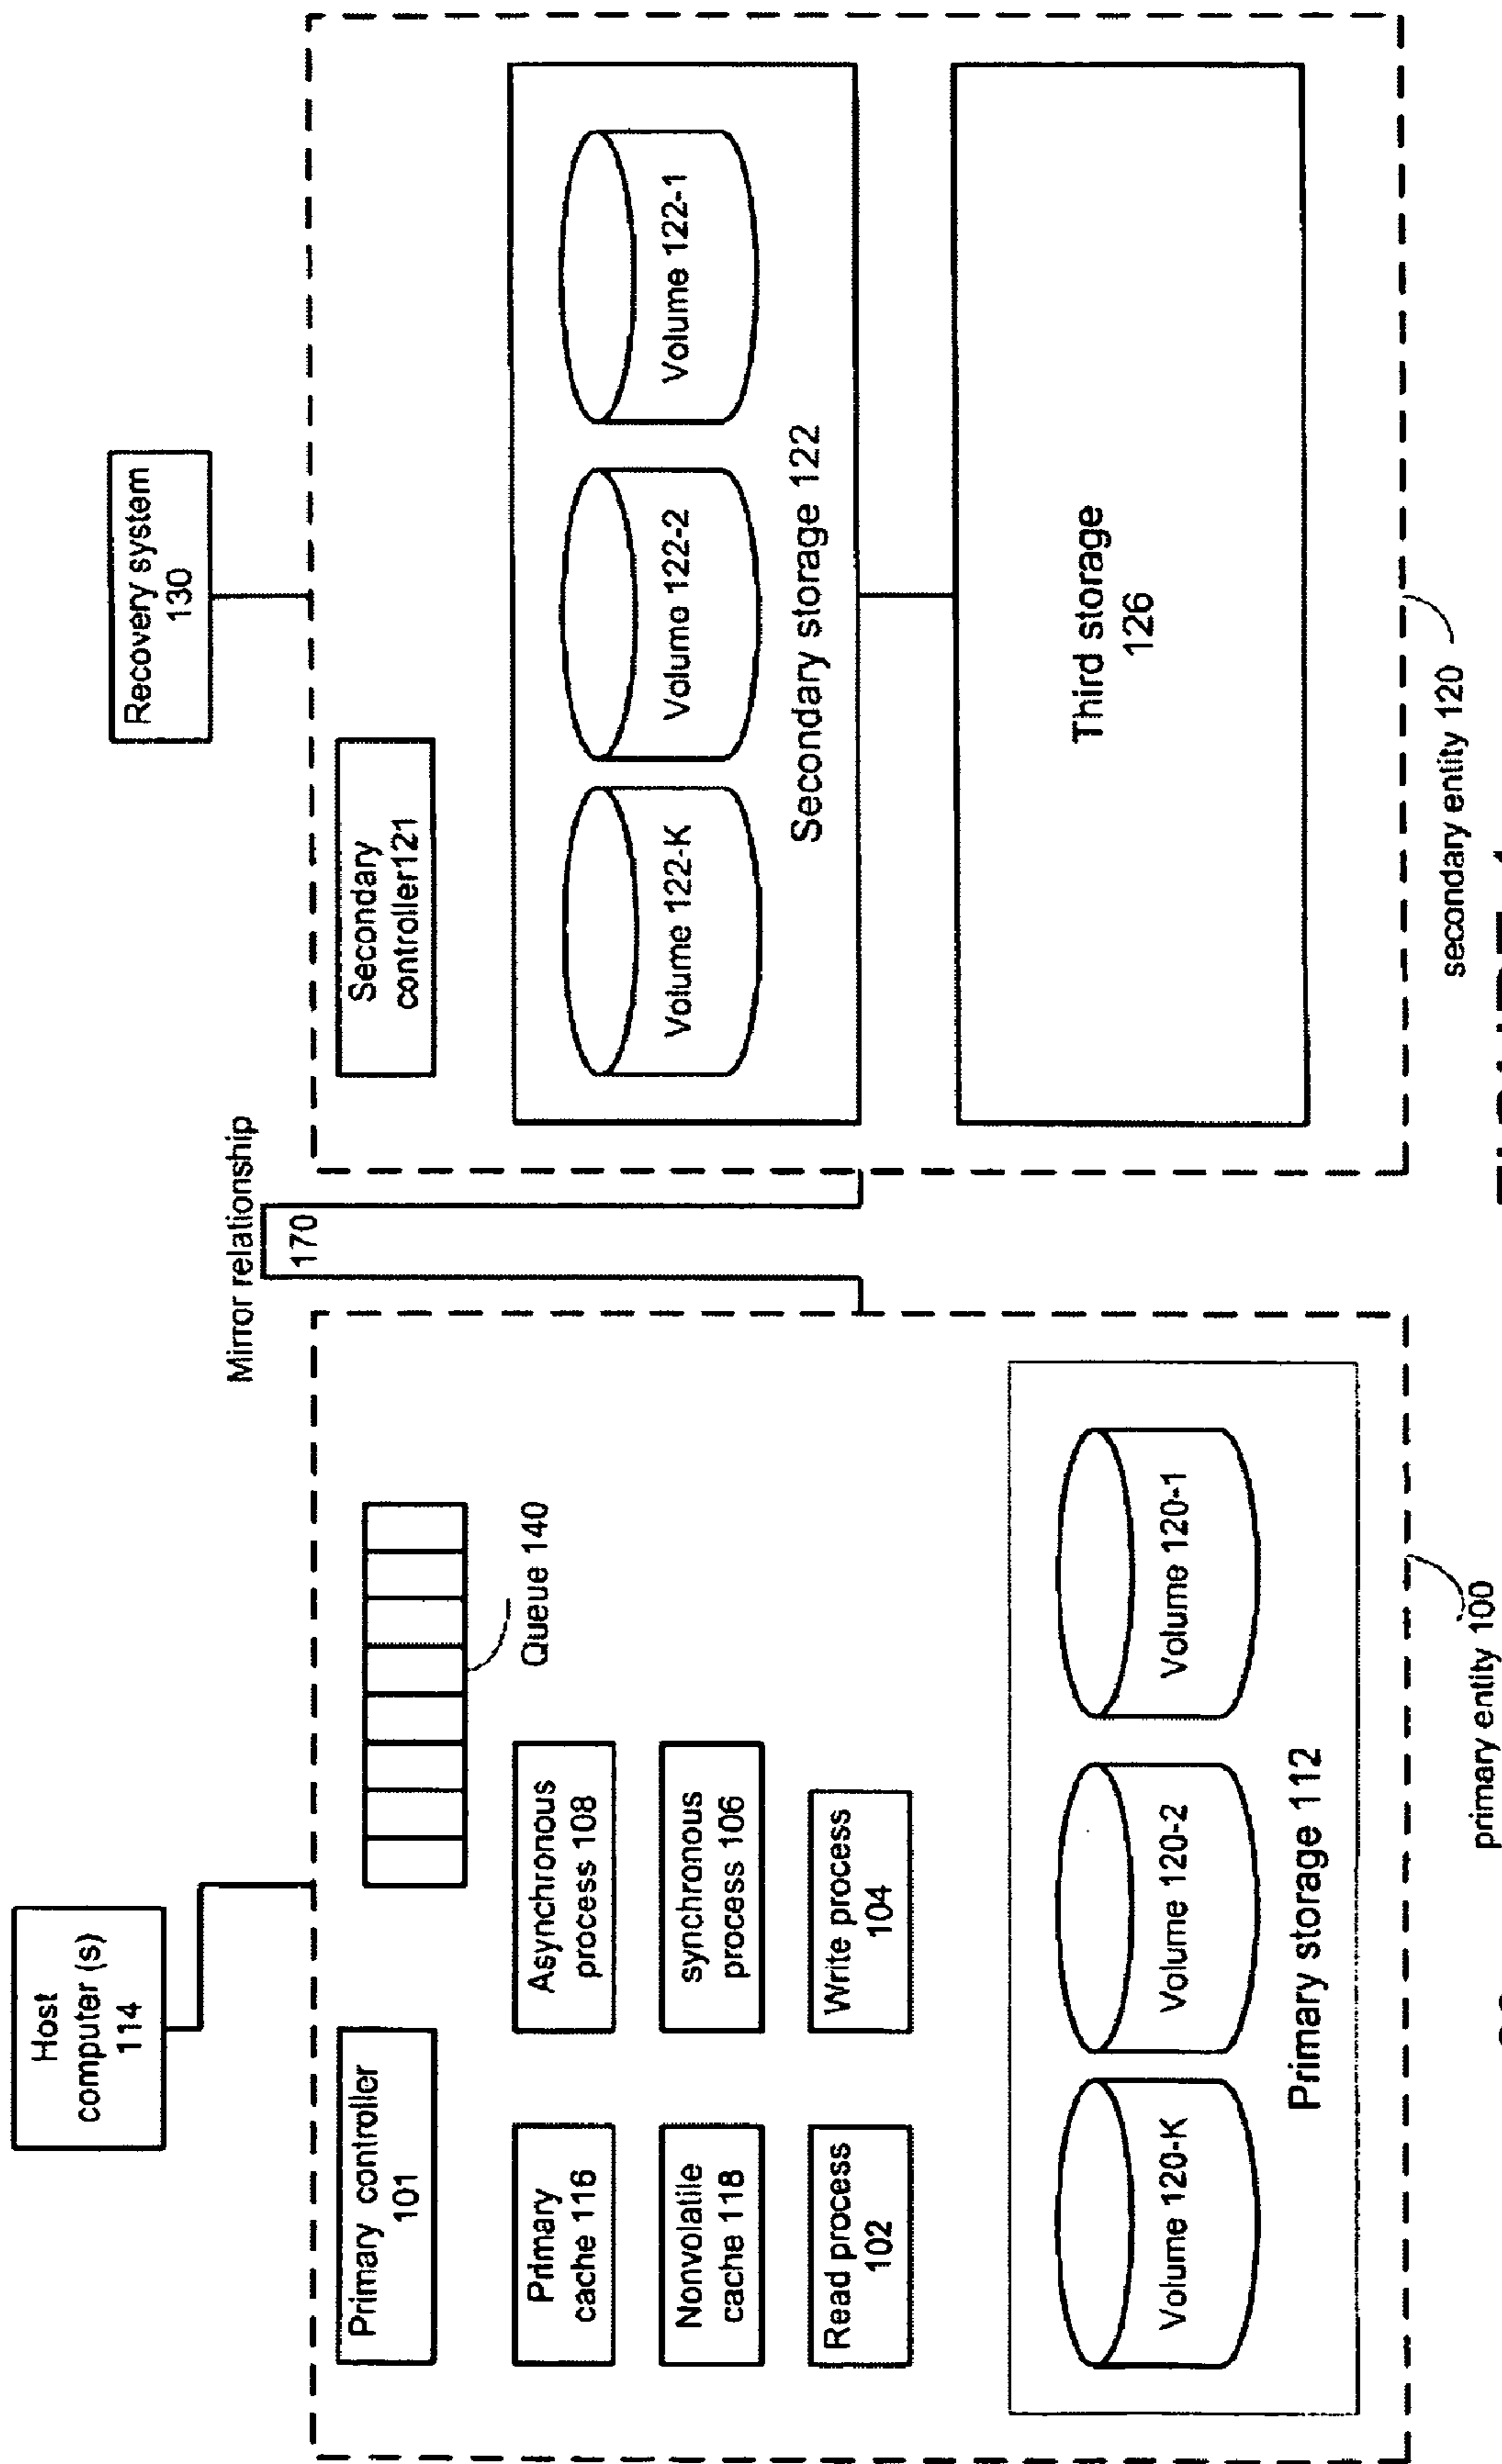 Host
computer (s)
114
Recovery system
130
Mirror relationship
170
Primary controller
101
Queue 140
Primary
cache 116
Asynchronous
process 108
Nonvolatile
cache 118
synchronous
process 106
Read process
102
Write process
104
Volume 120-K
Volume 120-2
Volume 120-1
Primary storage 112
primary entity 100
Secondary
controller121
Volume 122-K
Volume 122-2
Volume 122-1
Secondary storage 122
Third storage
126
secondary entity 120